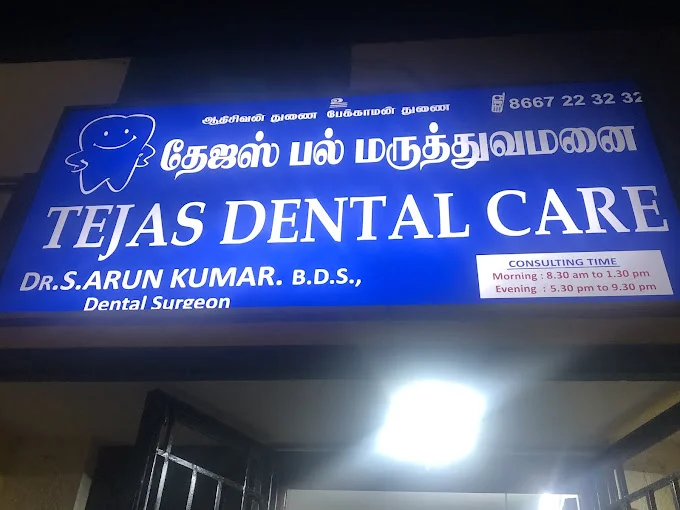 உ
ஆதிசிவன் துணை பேக்காமன் துணை
8667 22 32 32
தேஜஸ் பல் மருத்துவமனை
TEJAS DENTAL CARE
DR.S.ARUN KUMAR. B.D.S.,
Dental Surgeon
CONSULTING TIME
Morning : 8.30 am to 1.30 pm
Evening : 5.30 pm to 9.30 pm